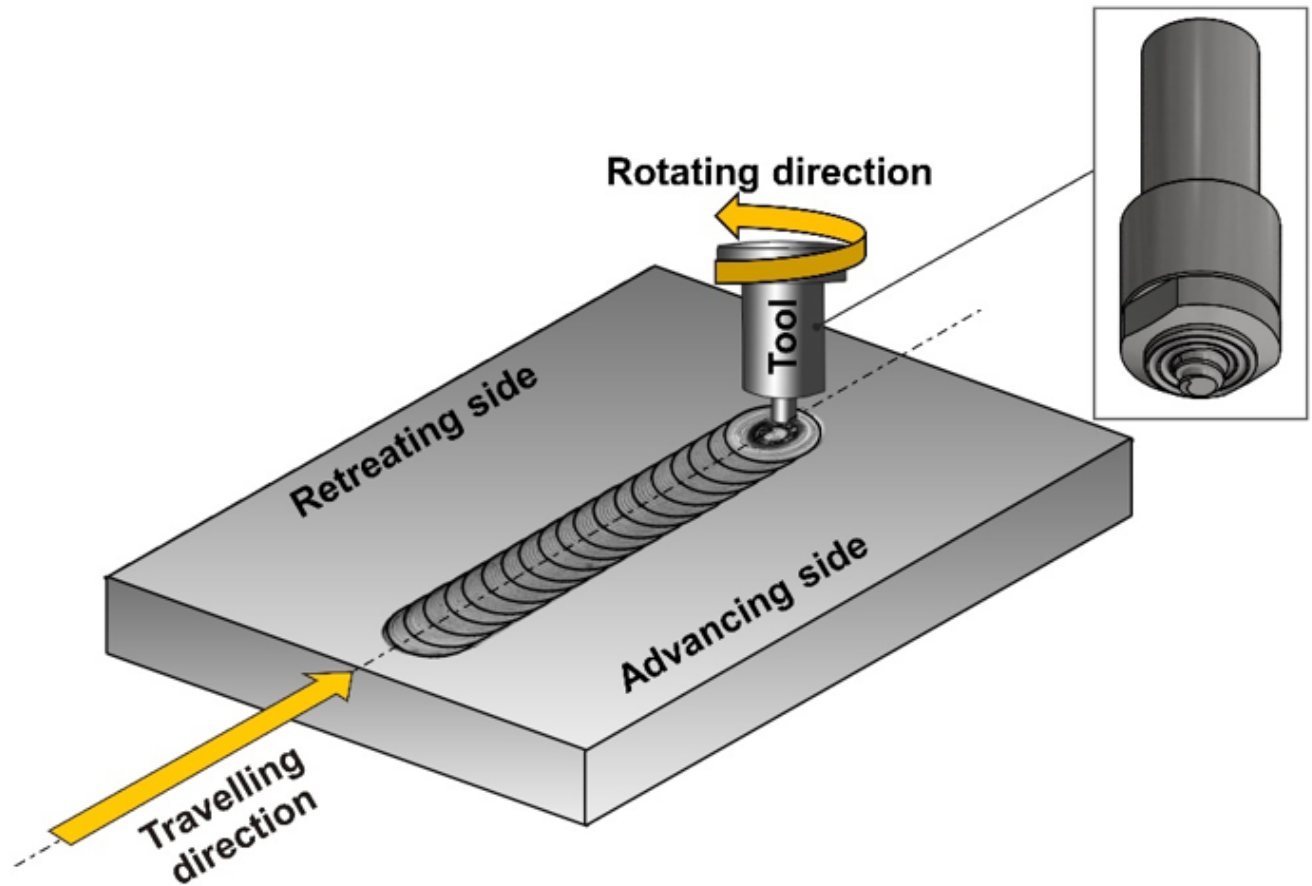 Rotating direction
Tool
Retreating side
Advancing side
Travelling
direction